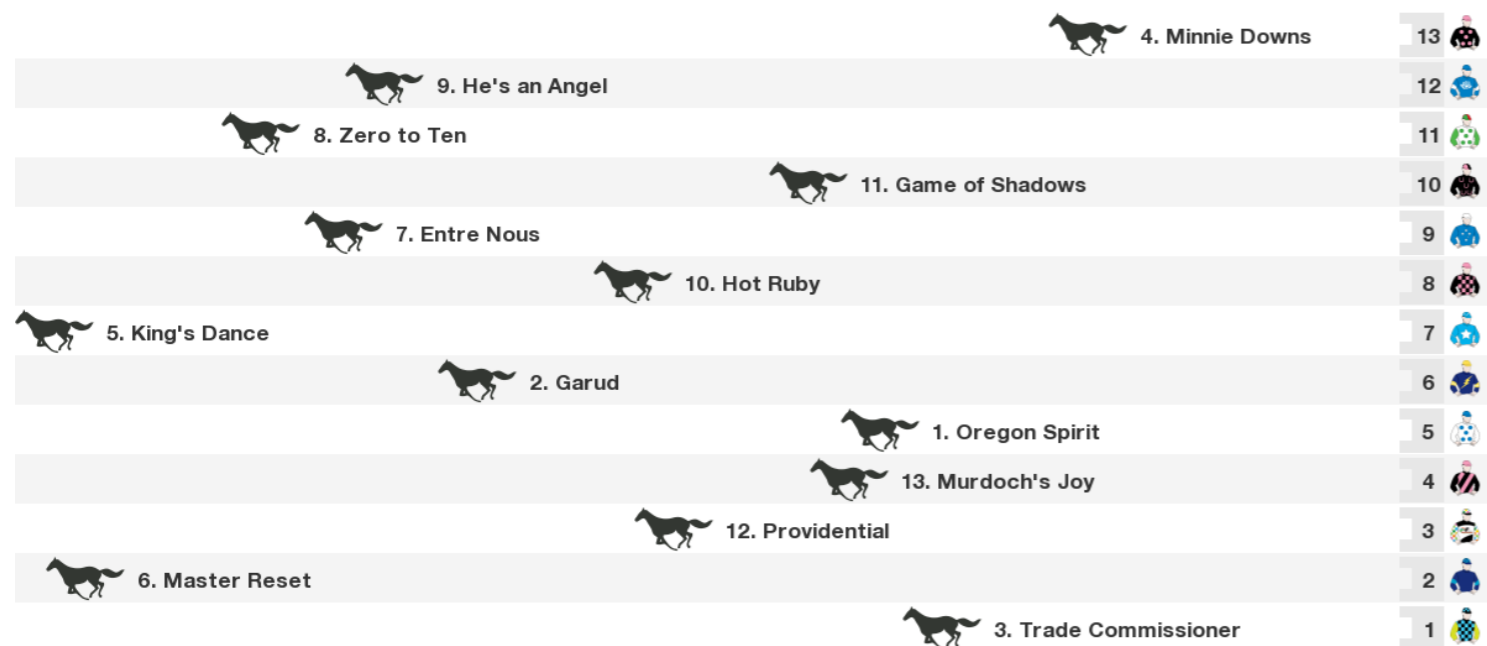 4. Minnie Downs 13
9. He's an Angel 12
8. Zero to Ten 11
11. Game of Shadows 10
7. Entre Nous 9
10. Hot Ruby 8
5. King's Dance 7
2. Garud 6
1. Oregon Spirit 5
13. Murdoch's Joy 4
12. Providential 3
6. Master Reset 2
3. Trade Commissioner 1